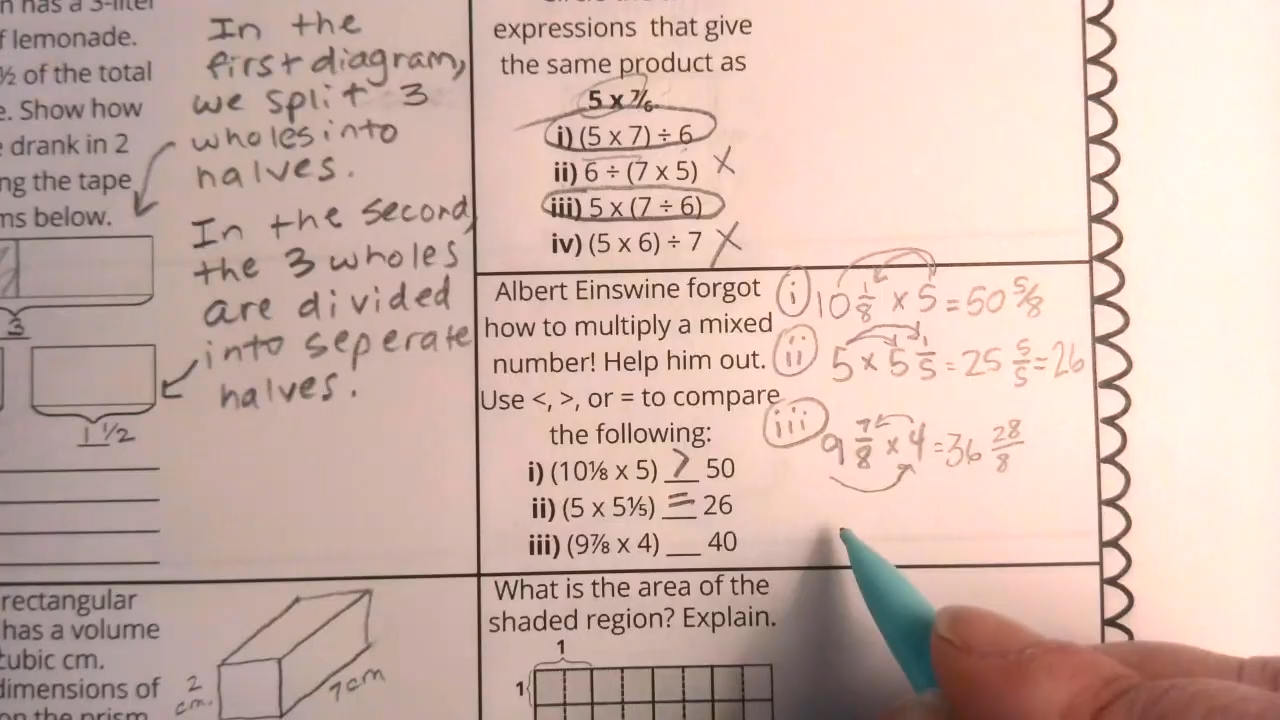 has a 3-liter
f lemonade.
½ of the total
e. Show how
drank in 2
ng the tape
ms below.
3
1 ½
In the
first diagram,
we split 3
wholes into
halves.
In the second,
the 3 wholes
are divided
into seperate
halves.
rectangular
has a volume
cubic cm.
dimensions of
on the prism
2
cm.
7cm
expressions that give
the same product as
5 x 7/6
i) (5 x 7) ÷ 6
ii) 6 ÷ (7 x 5) X
iii) 5 x (7 ÷ 6)
iv) (5 x 6) ÷ 7 X
Albert Einswine forgot
how to multiply a mixed
number! Help him out.
Use <, >, or = to compare
the following:
i) (10⅛ x 5) > 50
ii) (5 x 5⅕) = 26
iii) (9⅞ x 4) ___ 40
i 10 1/8 x 5 = 50 5/8
ii 5 x 5 1/5 = 25 5/5 = 26
iii 9 7/8 x 4 = 36 28/8
What is the area of the
shaded region? Explain.
1
1